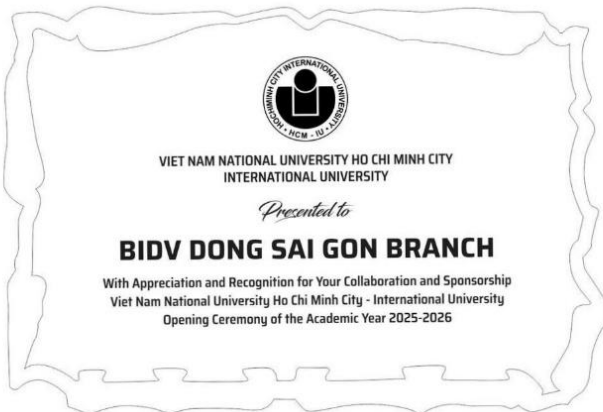 HOCHIMINH CITY INTERNATIONAL UNIVERSITY
HCM - IU
VIET NAM NATIONAL UNIVERSITY HO CHI MINH CITY
INTERNATIONAL UNIVERSITY
Presented to
BIDV DONG SAI GON BRANCH
With Appreciation and Recognition for Your Collaboration and Sponsorship
Viet Nam National University Ho Chi Minh City - International University
Opening Ceremony of the Academic Year 2025-2026